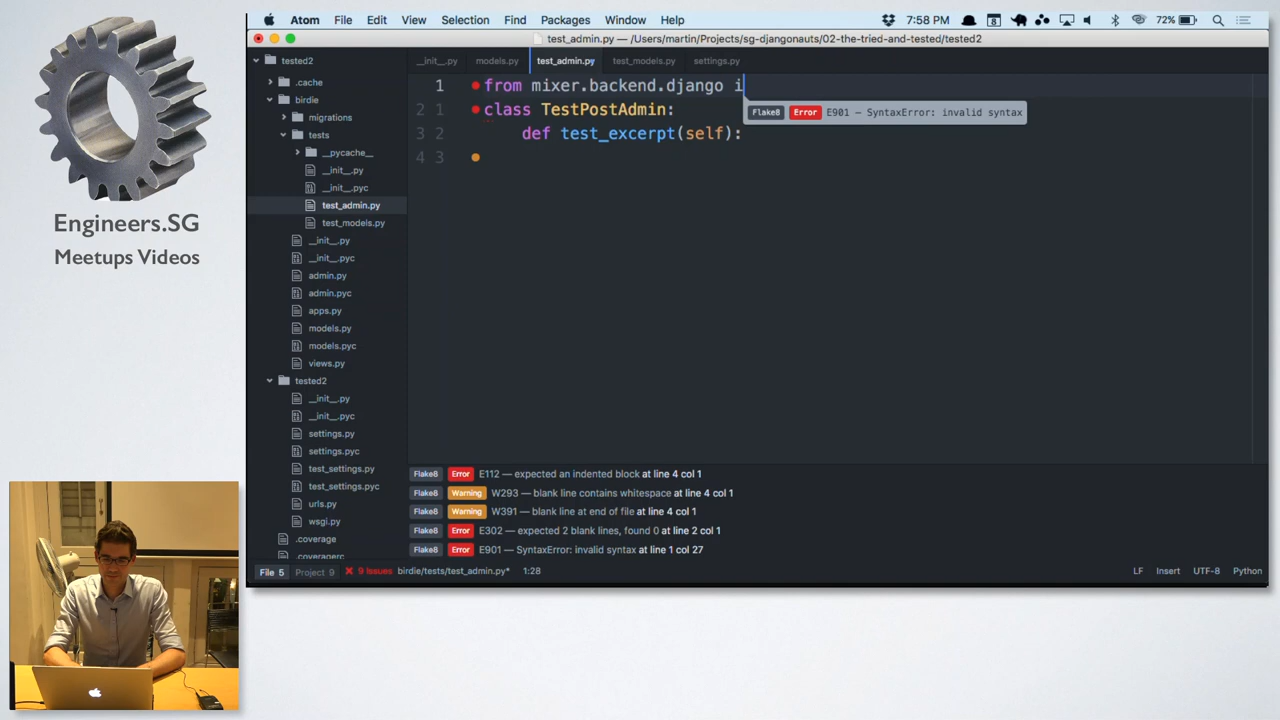 Atom File Edit View Selection Find Packages Window Help 7:58 PM 8 72%
test_admin.py — /Users/martin/Projects/sg-djangonauts/02-the-tried-and-tested/tested2
tested2
.cache
birdie
migrations
tests
__pycache__
__init__.py
__init__.pyc
test_admin.py
test_models.py
__init__.py
__init__.pyc
admin.py
admin.pyc
apps.py
models.py
models.pyc
views.py
tested2
__init__.py
__init__.pyc
settings.py
settings.pyc
test_settings.py
test_settings.pyc
urls.py
wsgi.py
.coverage
.coveragerc
__init__.py models.py test_admin.py test_models.py settings.py
1 from mixer.backend.django i
Flake8 Error E901 — SyntaxError: invalid syntax
2 1 class TestPostAdmin:
3 2 def test_excerpt(self):
4 3
Flake8 Error E112 — expected an indented block at line 4 col 1
Flake8 Warning W293 — blank line contains whitespace at line 4 col 1
Flake8 Warning W391 — blank line at end of file at line 4 col 1
Flake8 Error E302 — expected 2 blank lines, found 0 at line 2 col 1
Flake8 Error E901 — SyntaxError: invalid syntax at line 1 col 27
File 5 Project 9 9 Issues birdie/tests/test_admin.py* 1:28 LF Insert UTF-8 Python
Engineers.SG
Meetups Videos